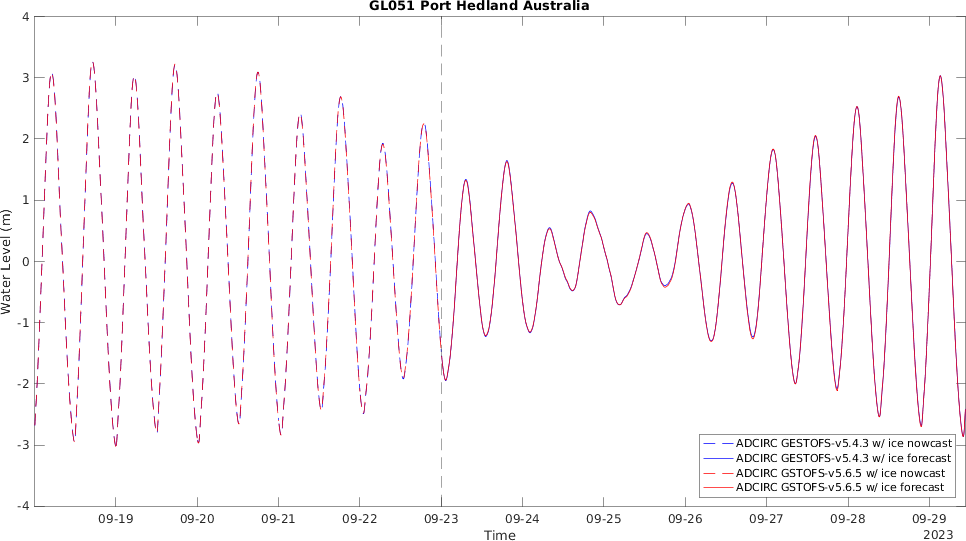 GL051 Port Hedland Australia
4
3
2
1
0
-1
-2
-3
-4
Water Level (m)
ADCIRC GESTOFS-v5.4.3 w/ ice nowcast
ADCIRC GESTOFS-v5.4.3 w/ ice forecast
ADCIRC GSTOFS-v5.6.5 w/ ice nowcast
ADCIRC GSTOFS-v5.6.5 w/ ice forecast
09-19 09-20 09-21 09-22 09-23 09-24 09-25 09-26 09-27 09-28 09-29
Time
2023